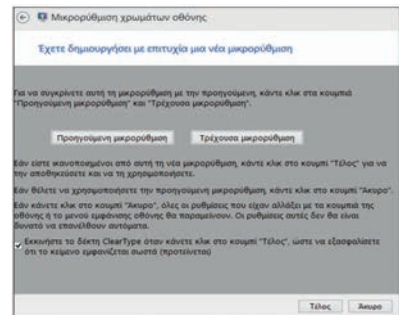 Μικρορύθμιση χρωμάτων οθόνης
Έχετε δημιουργήσει με επιτυχία μια νέα μικρορύθμιση
Για να συγκρίνετε αυτή τη μικρορύθμιση με την προηγούμενη, κάντε κλικ στα κουμπιά
"Προηγούμενη μικρορύθμιση" και "Τρέχουσα μικρορύθμιση".
Προηγούμενη μικρορύθμιση Τρέχουσα μικρορύθμιση
Εάν είστε ικανοποιημένοι από αυτή τη νέα μικρορύθμιση, κάντε κλικ στο κουμπί "Τέλος" για να
την αποθηκεύσετε και να τη χρησιμοποιήσετε.
Εάν θέλετε να χρησιμοποιήσετε την προηγούμενη μικρορύθμιση, κάντε κλικ στο κουμπί "Άκυρο".
Εάν κάνετε κλικ στο κουμπί "Άκυρο", όλες οι ρυθμίσεις που είχαν αλλάξει με τα κουμπιά της
οθόνης ή το μενού εμφάνισης οθόνης θα παραμείνουν. Οι ρυθμίσεις αυτές δεν θα είναι
δυνατό να επανέλθουν αυτόματα.
Εκκινήστε το δέκτη ClearType όταν κάνετε κλικ στο κουμπί "Τέλος", ώστε να εξασφαλίσετε
ότι το κείμενο εμφανίζεται σωστά (προτείνεται)
Τέλος Άκυρο